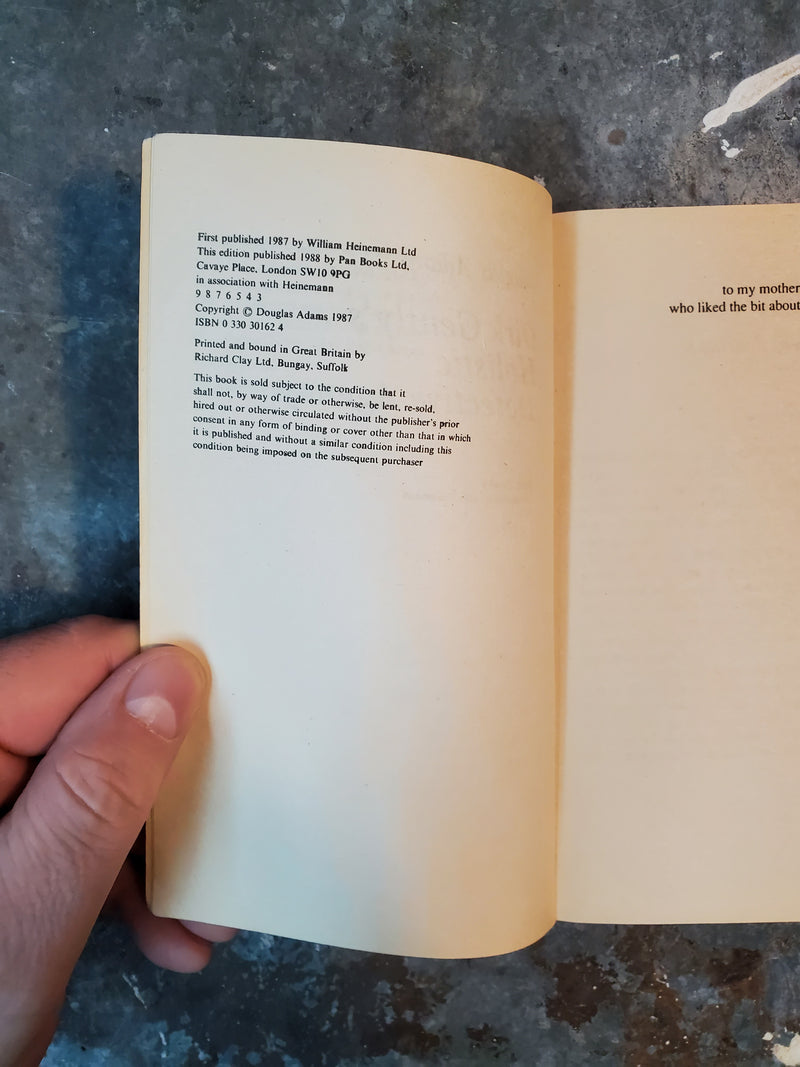 First published 1987 by William Heinemann Ltd
This edition published 1988 by Pan Books Ltd,
Cavaye Place, London SW10 9PG
in association with Heinemann
9 8 7 6 5 4 3
Copyright © Douglas Adams 1987
ISBN 0 330 30162 4
Printed and bound in Great Britain by
Richard Clay Ltd, Bungay, Suffolk
This book is sold subject to the condition that it
shall not, by way of trade or otherwise, be lent, re-sold,
hired out or otherwise circulated without the publisher's prior
consent in any form of binding or cover other than that in which
it is published and without a similar condition including this
condition being imposed on the subsequent purchaser
to my mother
who liked the bit about